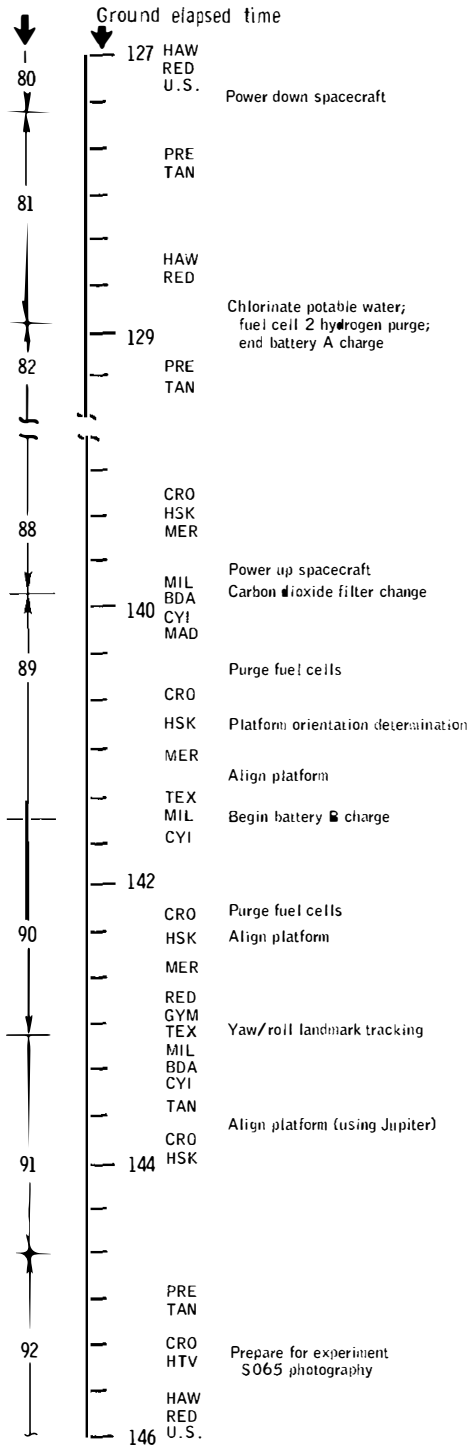 Ground elapsed time
127 HAW
80 RED
U.S.
Power down spacecraft
PRE
TAN
81
HAW
RED
Chlorinate potable water;
fuel cell 2 hydrogen purge;
129
end battery A charge
82 PRE
TAN
CRO
HSK
88 MER
Power up spacecraft
MIL
Carbon dioxide filter change
BDA
140 CYI
MAD
89 Purge fuel cells
CRO
HSK Platform orientation determination
MER
Align platform
TEX
MIL Begin battery B charge
CYI
142
CRO Purge fuel cells
90 HSK Align platform
MER
RED
GYM
TEX Yaw/roll landmark tracking
MIL
BDA
CYI
TAN
Align platform (using Jupiter)
CRO
91 144 HSK
PRE
TAN
92 CRO Prepare for experiment
HTV S065 photography
HAW
RED
146 U.S.